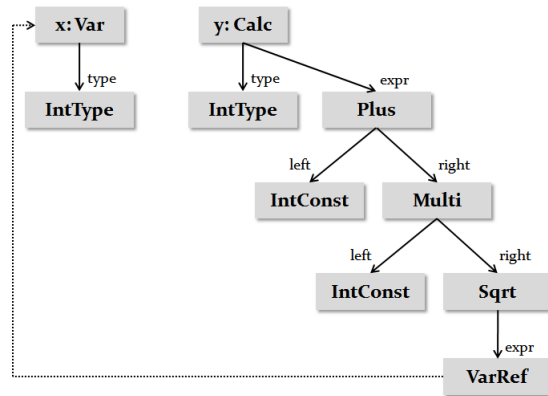 x: Var y: Calc
type type expr
IntType IntType Plus
left right
IntConst Multi
left right
IntConst Sqrt
expr
VarRef